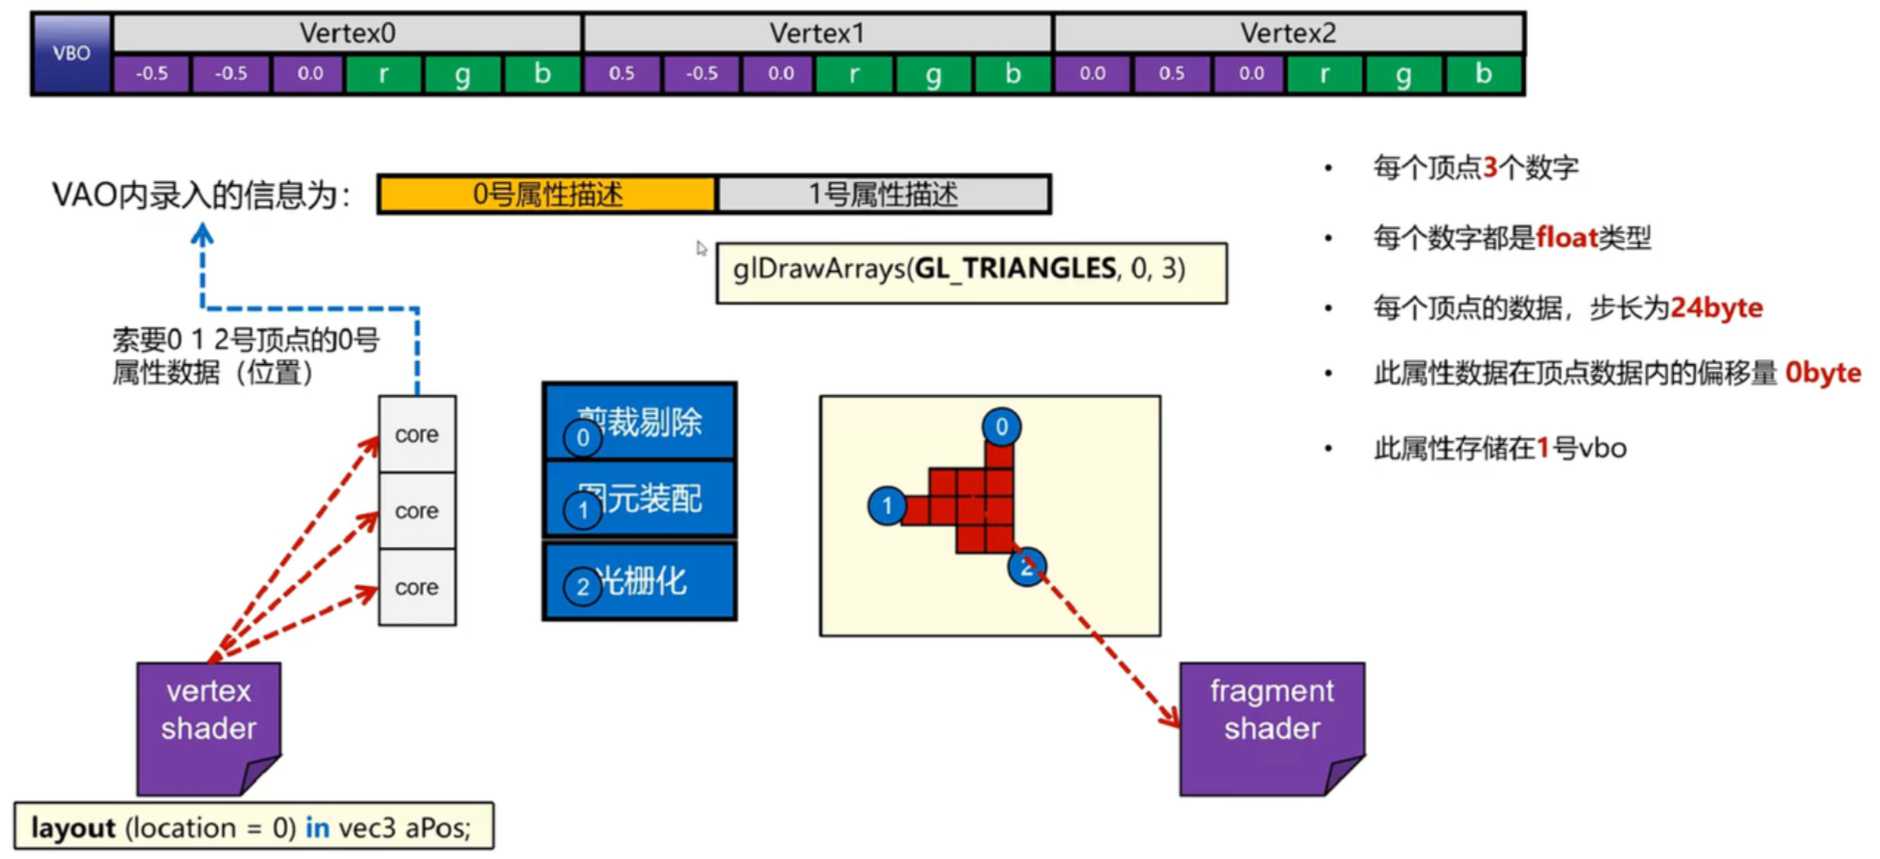 VBO
Vertex0
Vertex1
Vertex2
-0.5 -0.5 0.0 r g b 0.5 -0.5 0.0 r g b 0.0 0.5 0.0 r g b
VAO内录入的信息为：
0号属性描述
1号属性描述
glDrawArrays(GL_TRIANGLES, 0, 3)
索要0 1 2号顶点的0号
属性数据（位置）
core
core
core
0 剪裁剔除
1 图元装配
2 光栅化
0
1
2
vertex
shader
fragment
shader
layout (location = 0) in vec3 aPos;
• 每个顶点3个数字
• 每个数字都是float类型
• 每个顶点的数据，步长为24byte
• 此属性数据在顶点数据内的偏移量 0byte
• 此属性存储在1号vbo